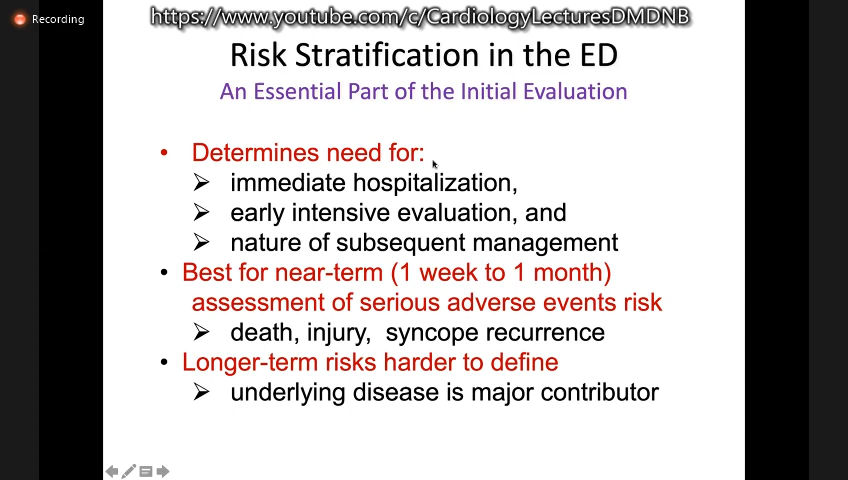 Recording
https://www.youtube.com/c/CardiologyLecturesDMDNB
Risk Stratification in the ED
An Essential Part of the Initial Evaluation
• Determines need for:
➢ immediate hospitalization,
➢ early intensive evaluation, and
➢ nature of subsequent management
• Best for near-term (1 week to 1 month)
assessment of serious adverse events risk
➢ death, injury, syncope recurrence
• Longer-term risks harder to define
➢ underlying disease is major contributor